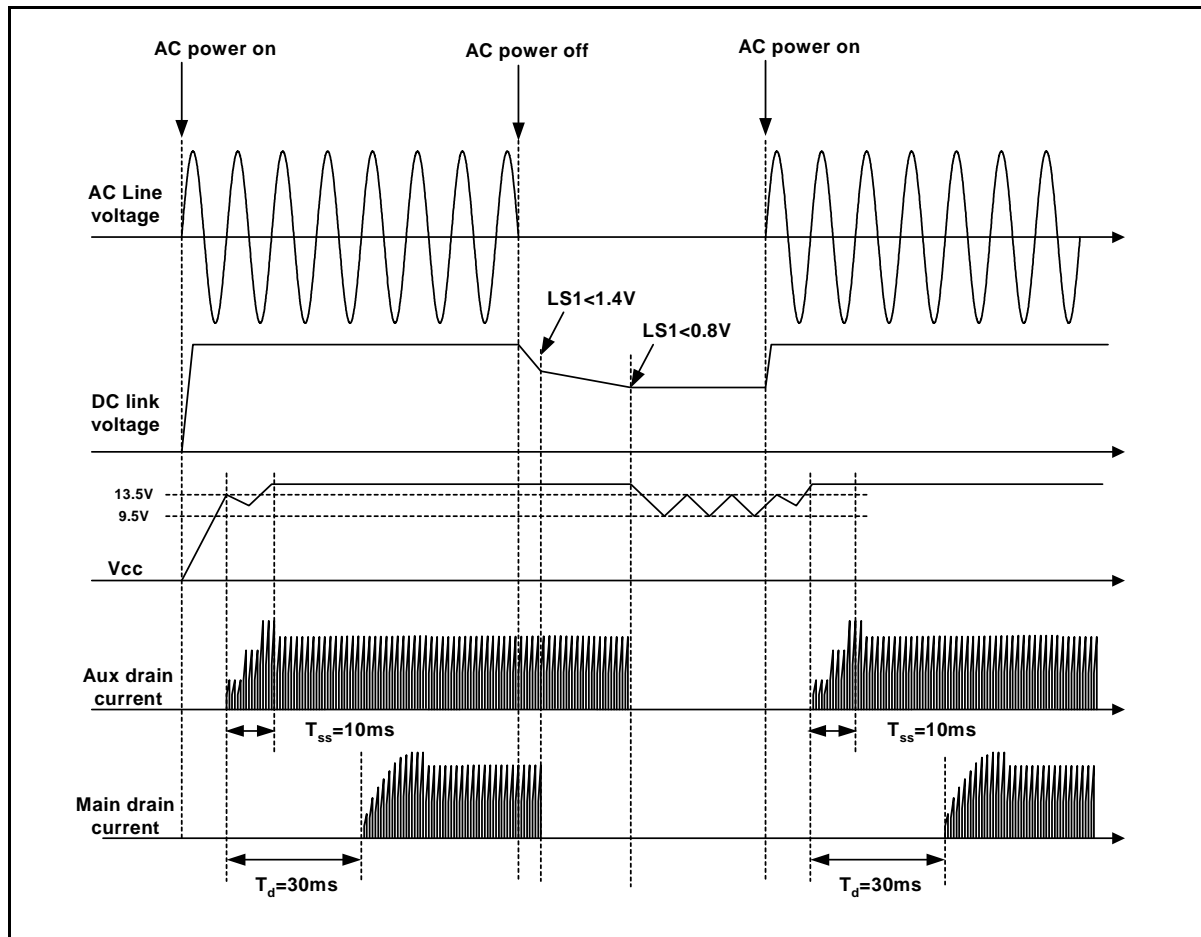 AC power on
AC power off
AC power on
AC Line
voltage
LS1<1.4V
LS1<0.8V
DC link
voltage
13.5V
9.5V
Vcc
Aux drain
current
Tss=10ms
Tss=10ms
Main drain
current
Td=30ms
Td=30ms